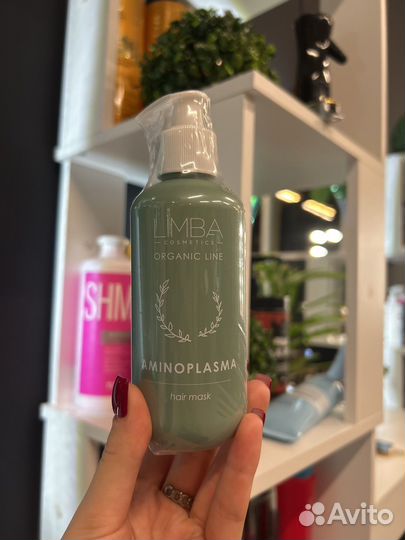 LIMBA
COSMETICS
ORGANIC LINE
AMINOPLASMA
hair mask
SHM
Avito